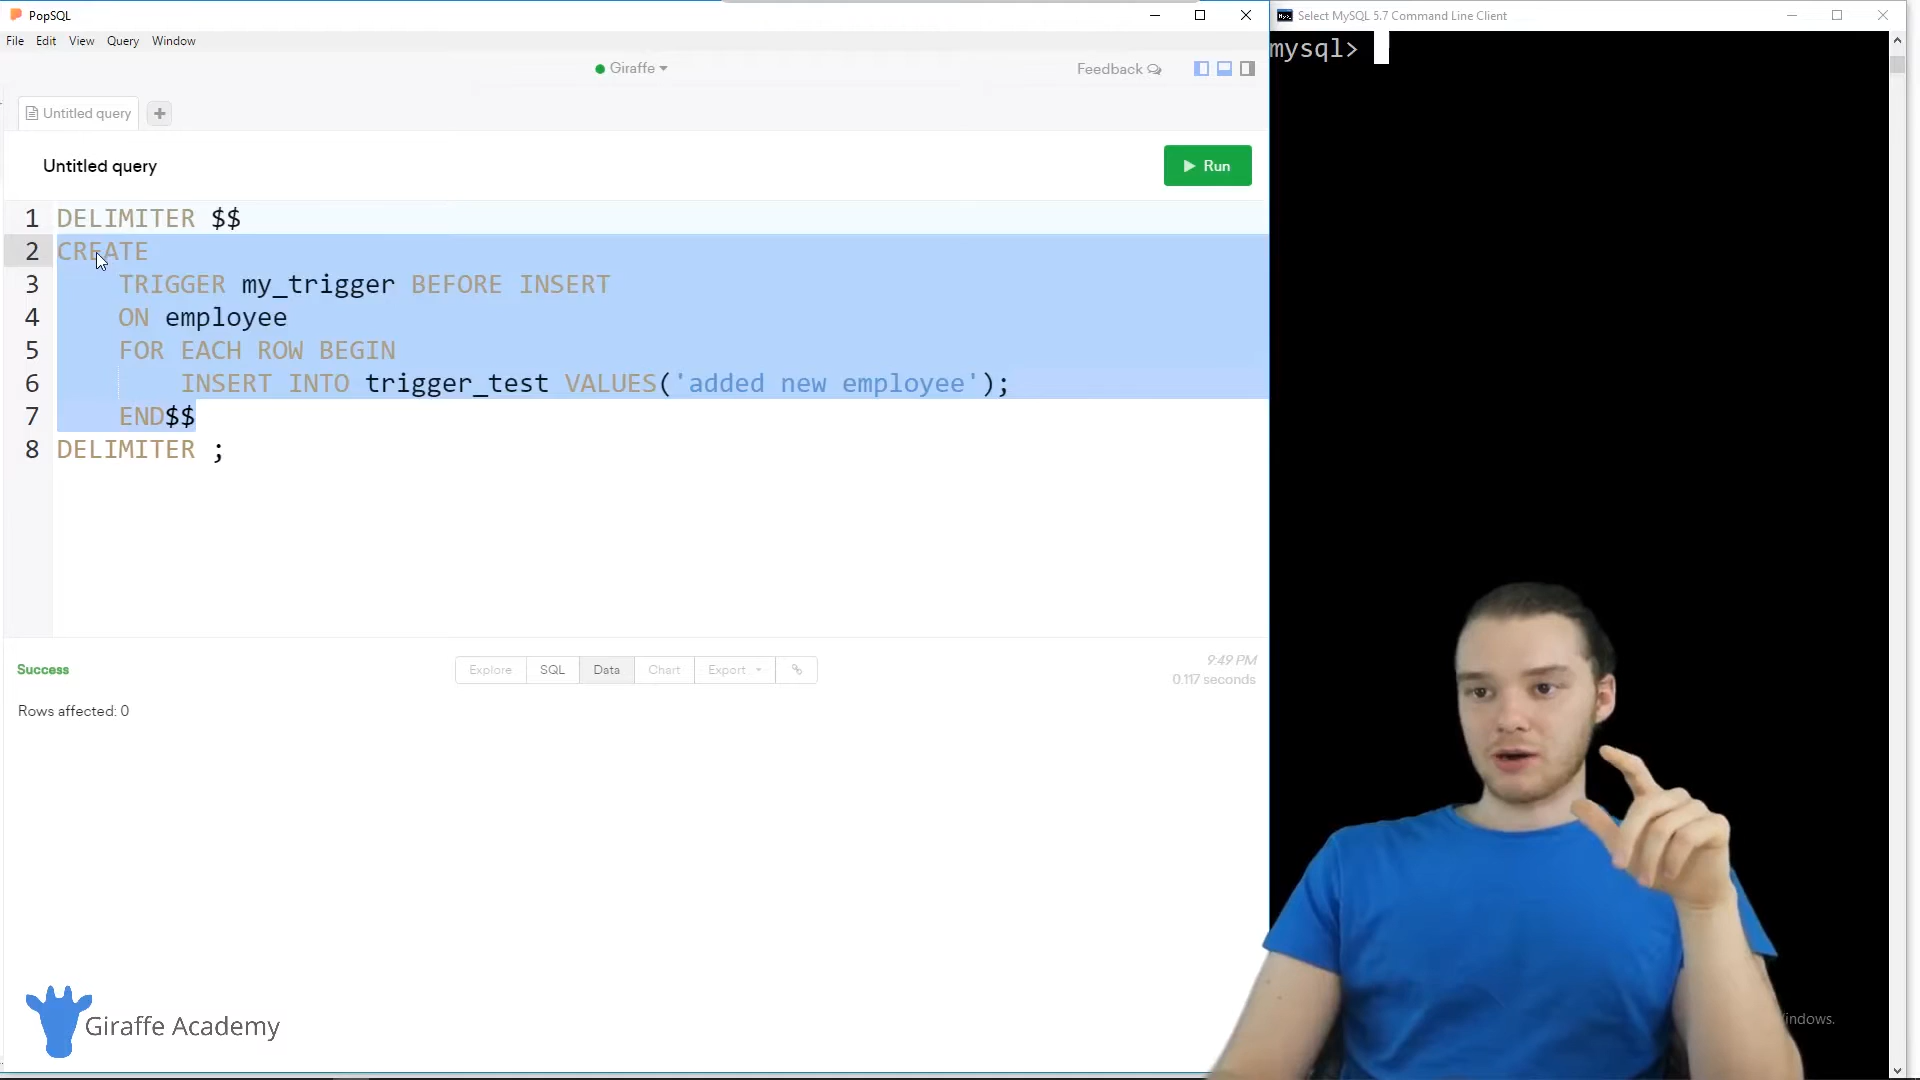 PopSQL
Select MySQL 5.7 Command Line Client
File Edit View Query Window
mysql>
Giraffe
Feedback
Untitled query
Untitled query
Run
1 DELIMITER $$
2 CREATE
3 TRIGGER my_trigger BEFORE INSERT
4 ON employee
5 FOR EACH ROW BEGIN
6 INSERT INTO trigger_test VALUES('added new employee');
7 END$$
8 DELIMITER ;
Success
Explore SQL Data Chart Export
9:49 PM
0.117 seconds
Rows affected: 0
Giraffe Academy